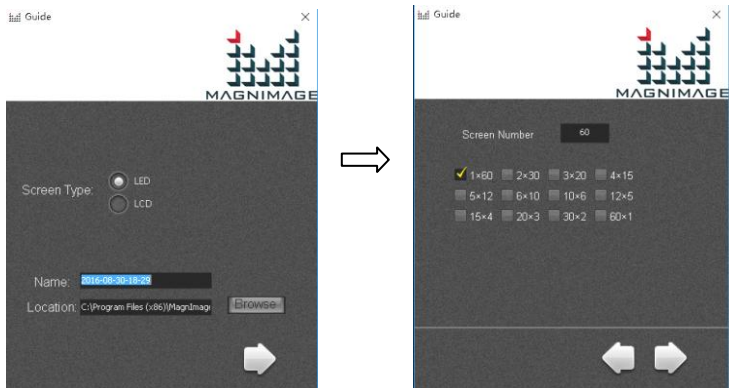 Guide
MAGNIMAGE
Screen Type:
LED
LCD
Name: 2016-08-30-18-29
Location: C:\Program Files (x86)\MagnImag Browse
Guide
MAGNIMAGE
Screen Number 60
1×60 2×30 3×20 4×15
5×12 6×10 10×6 12×5
15×4 20×3 30×2 60×1